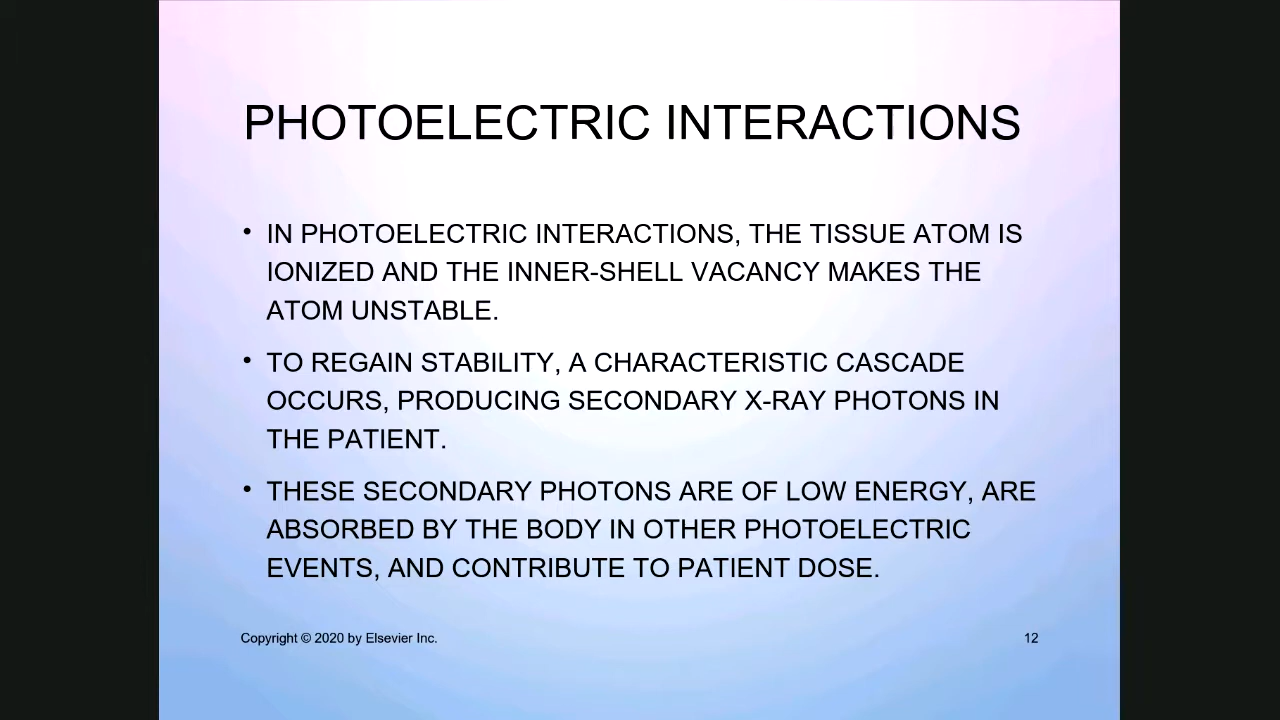 PHOTOELECTRIC INTERACTIONS
• IN PHOTOELECTRIC INTERACTIONS, THE TISSUE ATOM IS
IONIZED AND THE INNER-SHELL VACANCY MAKES THE
ATOM UNSTABLE.
• TO REGAIN STABILITY, A CHARACTERISTIC CASCADE
OCCURS, PRODUCING SECONDARY X-RAY PHOTONS IN
THE PATIENT.
• THESE SECONDARY PHOTONS ARE OF LOW ENERGY, ARE
ABSORBED BY THE BODY IN OTHER PHOTOELECTRIC
EVENTS, AND CONTRIBUTE TO PATIENT DOSE.
Copyright © 2020 by Elsevier Inc.
12